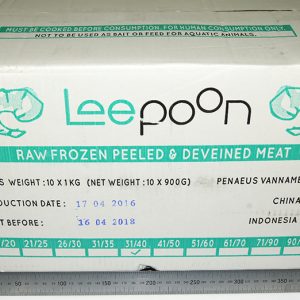 MUST BE COOKED BEFORE CONSUMPTION. FOR HUMAN CONSUMPTION ONLY.
NOT TO BE USED AS BAIT OR FEED FOR AQUATIC ANIMALS.
Leepoon
RAW FROZEN PEELED & DEVEINED MEAT
S WEIGHT: 10 X 1KG (NET WEIGHT: 10 X 900G) PENAEUS VANNAME
ODUCTION DATE: 17 04 2016 CHINA
T BEFORE: 16 04 2018 INDONESIA
/20 21/25 26/30 31/35 31/40 41/50 51/60 61/70 71/90 90/